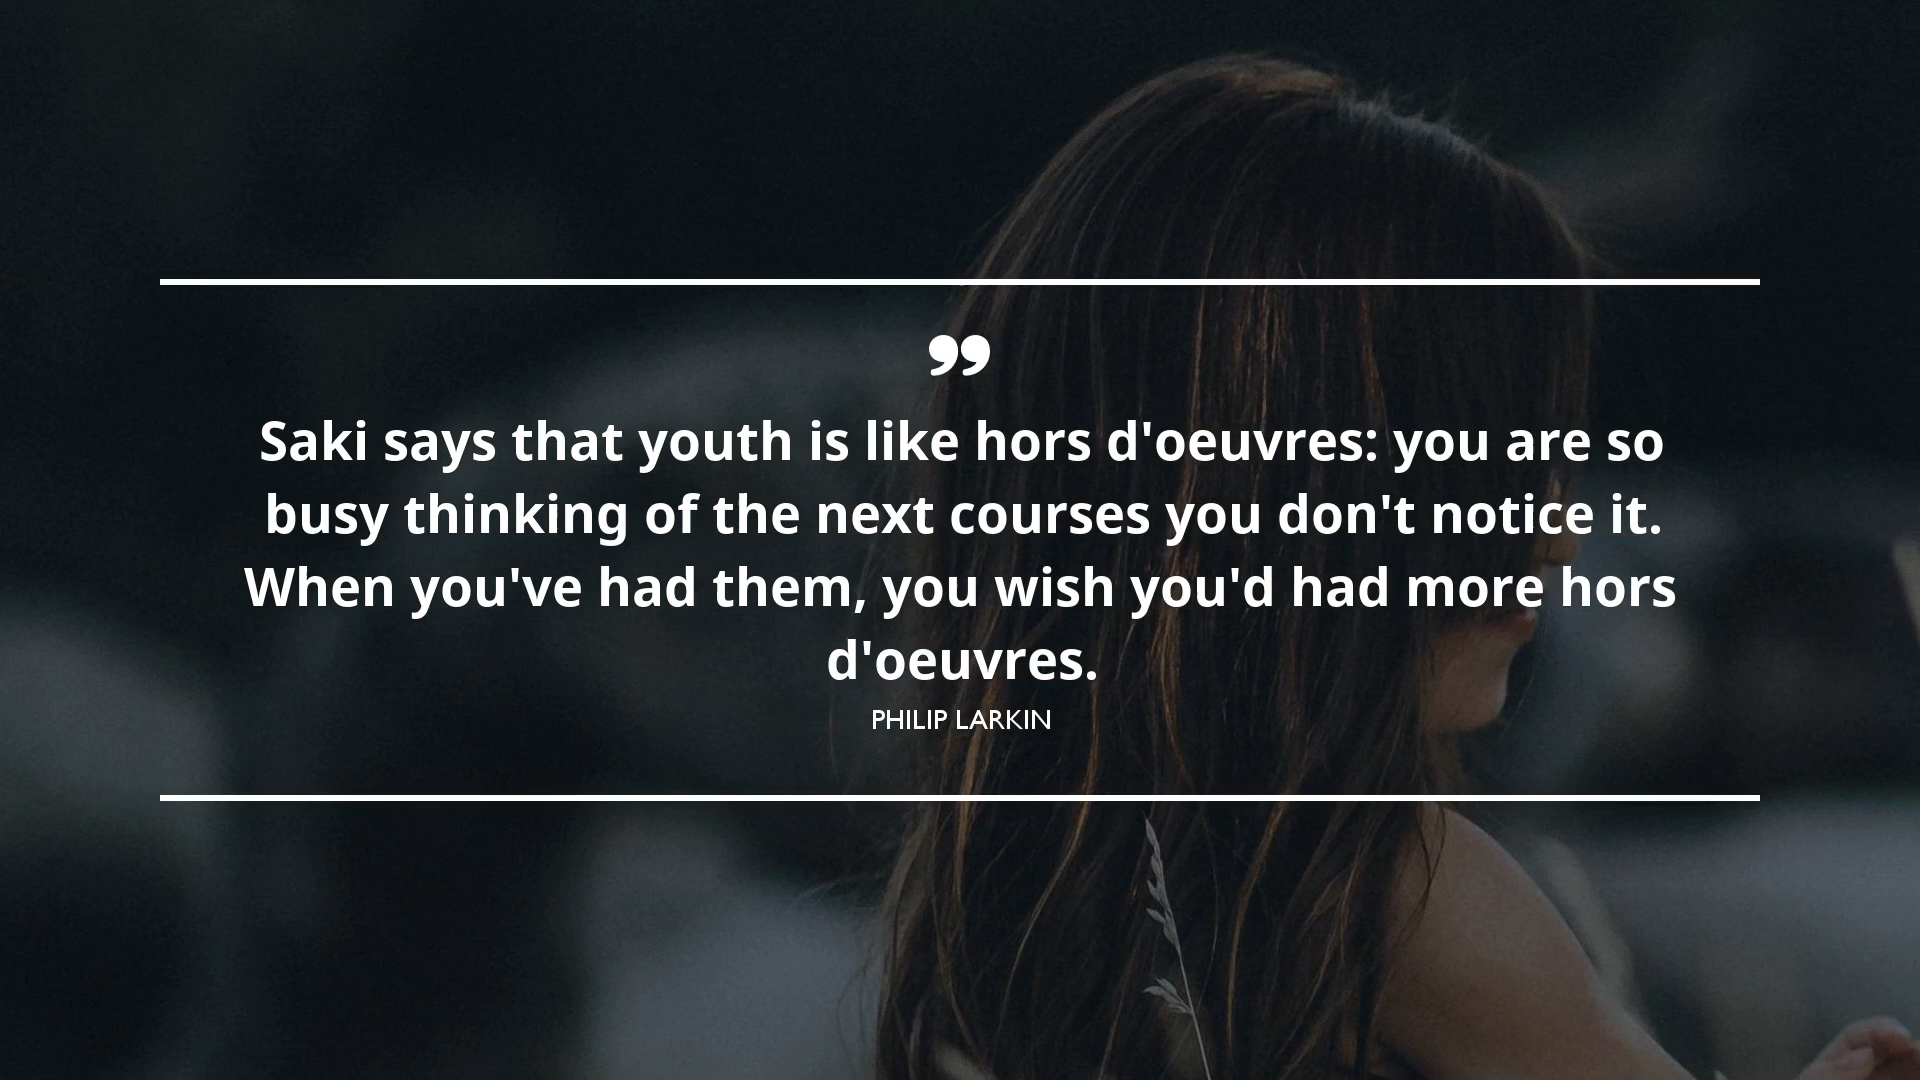 ”
Saki says that youth is like hors d'oeuvres: you are so
busy thinking of the next courses you don't notice it.
When you've had them, you wish you'd had more hors
d'oeuvres.
PHILIP LARKIN